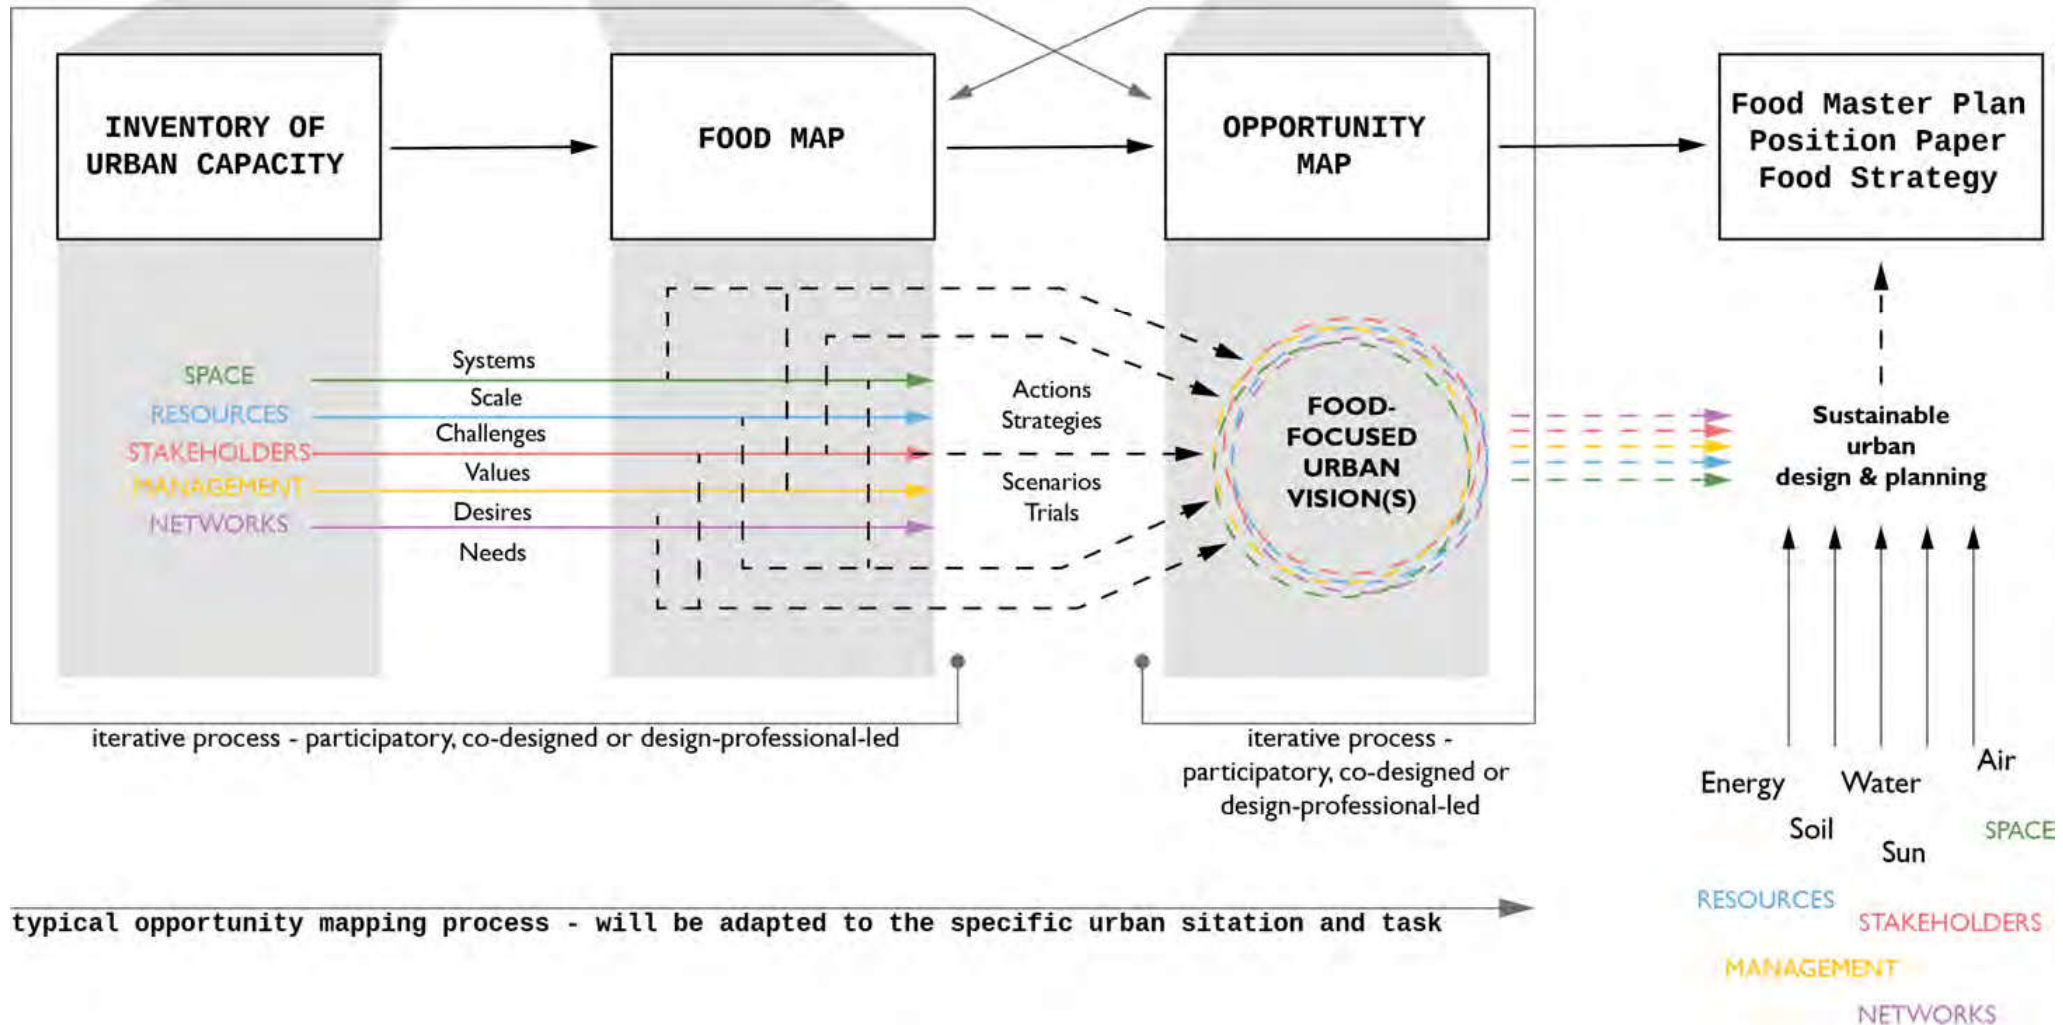 INVENTORY OF
URBAN CAPACITY
FOOD MAP
OPPORTUNITY
MAP
Food Master Plan
Position Paper
Food Strategy
SPACE
RESOURCES
STAKEHOLDERS
MANAGEMENT
NETWORKS
Systems
Scale
Challenges
Values
Desires
Needs
Actions
Strategies
Scenarios
Trials
FOOD-
FOCUSED
URBAN
VISION(S)
Sustainable
urban
design & planning
iterative process - participatory, co-designed or design-professional-led
iterative process -
participatory, co-designed or
design-professional-led
Energy
Water
Air
Soil
Sun
SPACE
RESOURCES
STAKEHOLDERS
MANAGEMENT
NETWORKS
typical opportunity mapping process - will be adapted to the specific urban sitation and task